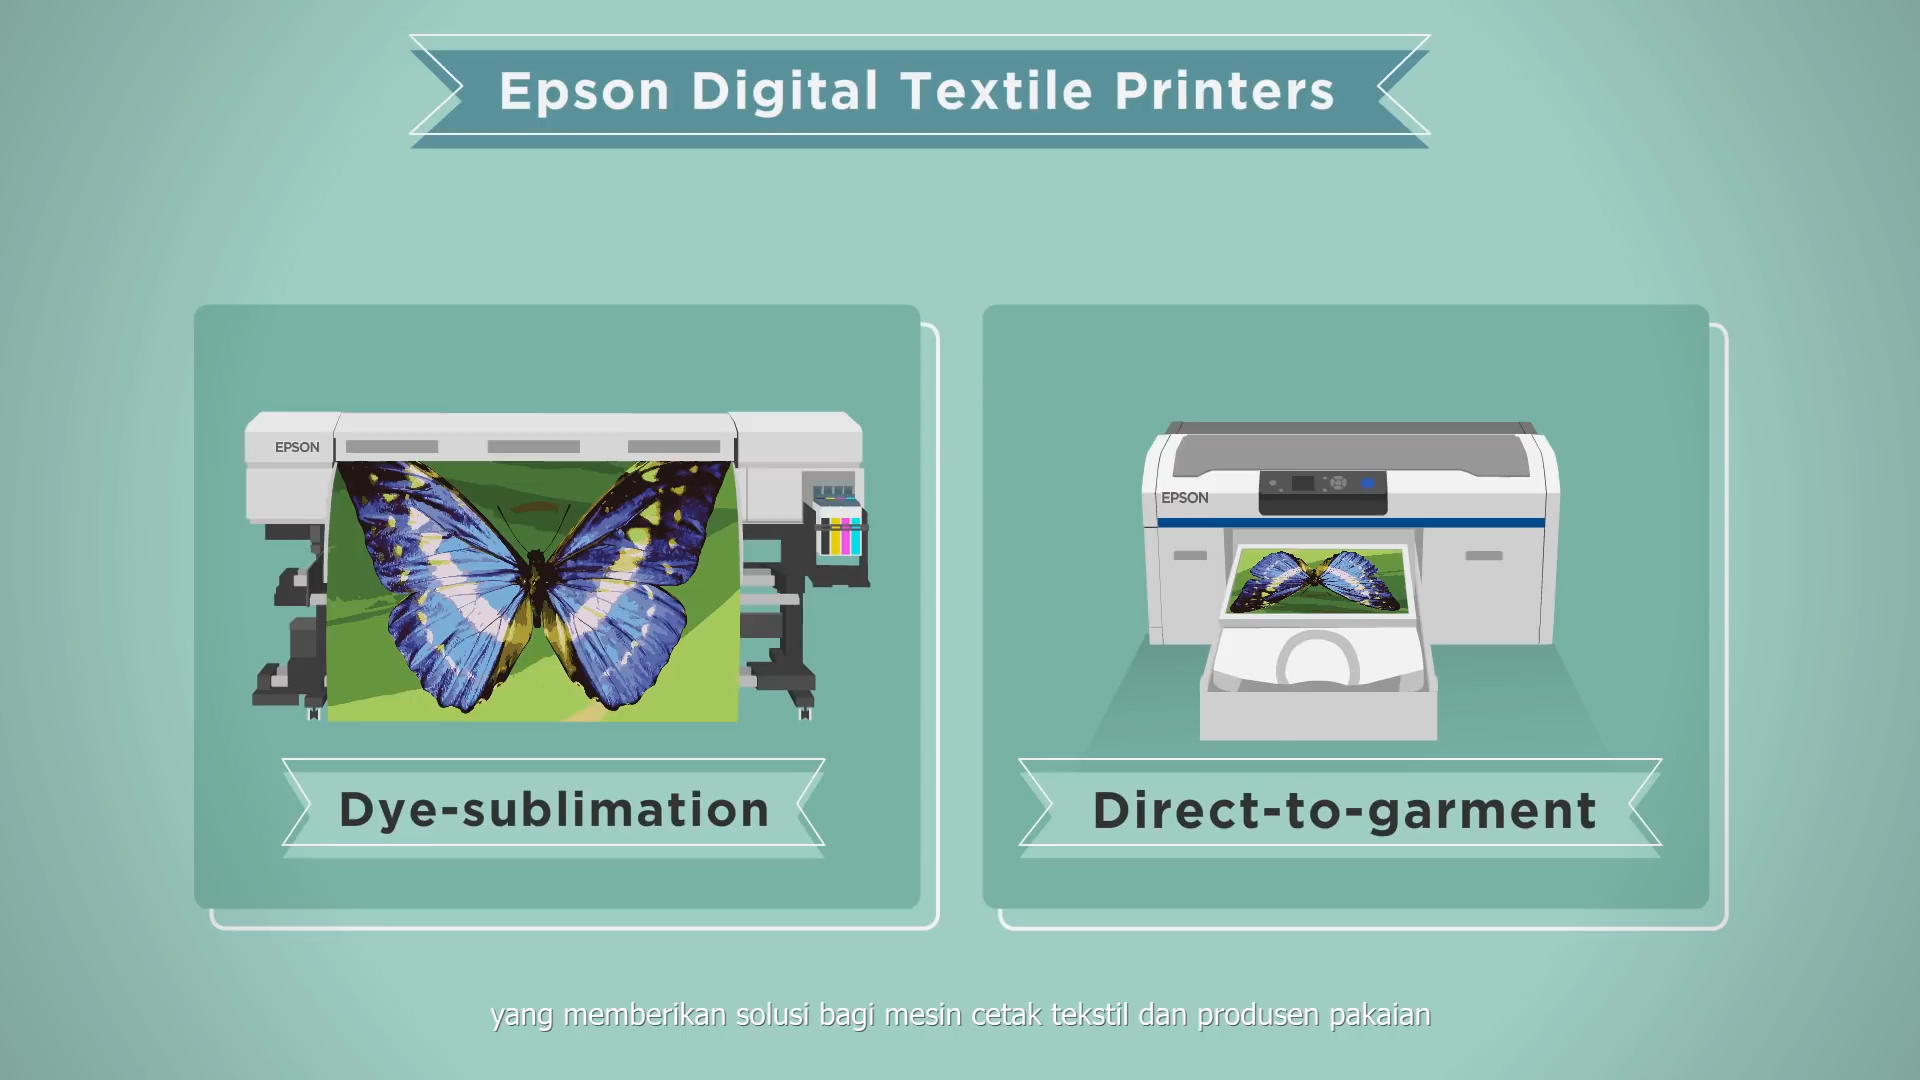 Epson Digital Textile Printers
EPSON
EPSON
Dye-sublimation
Direct-to-garment
yang memberikan solusi bagi mesin cetak tekstil dan produsen pakaian